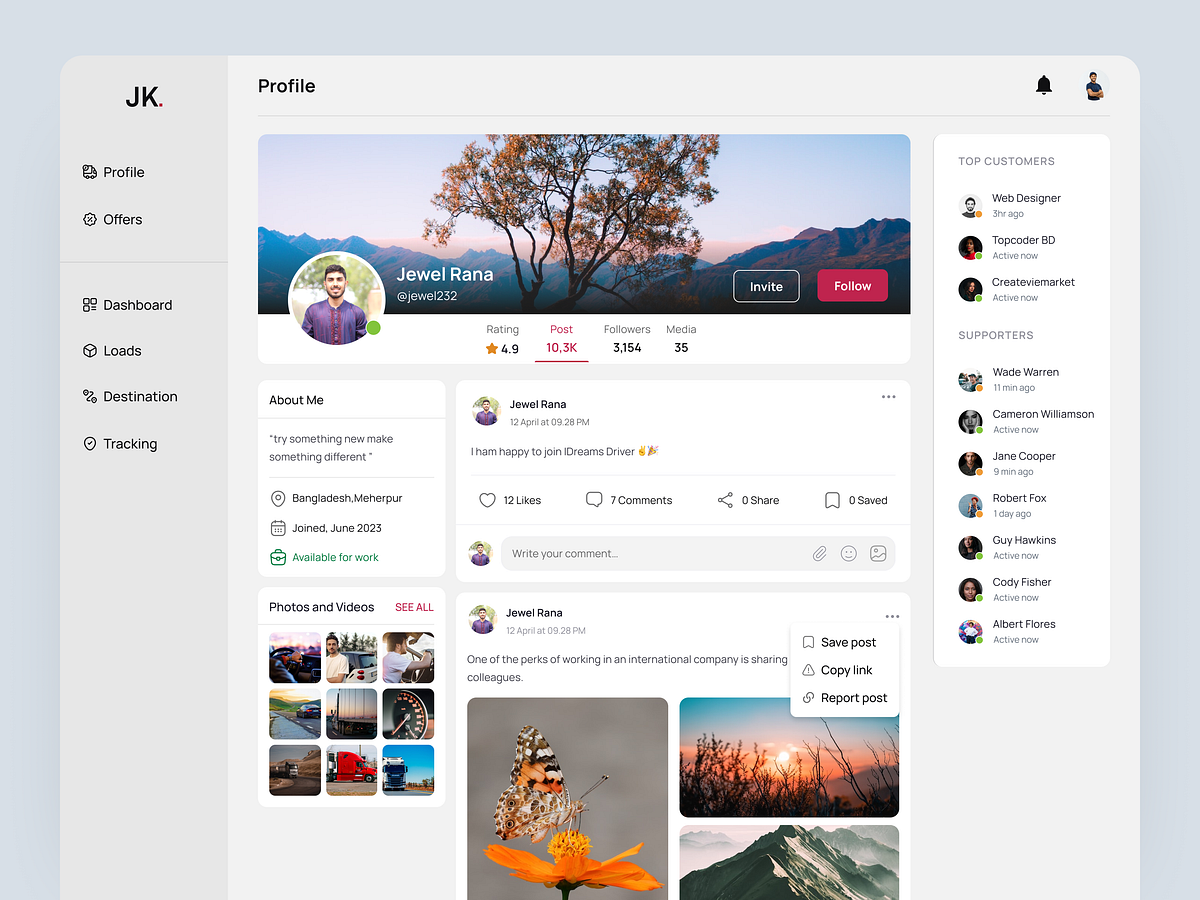 JK.
Profile
Offers
Dashboard
Loads
Destination
Tracking
Profile
Jewel Rana
@jewel232
Invite
Follow
Rating
4.9
Post
10,3K
Followers
3,154
Media
35
About Me
“try something new make
something different ”
Bangladesh,Meherpur
Joined, June 2023
Available for work
Photos and Videos
SEE ALL
Jewel Rana
12 April at 09.28 PM
I ham happy to join IDreams Driver ✌️🎉
12 Likes
7 Comments
0 Share
0 Saved
Write your comment...
Jewel Rana
12 April at 09.28 PM
One of the perks of working in an international company is sharing
colleagues.
Save post
Copy link
Report post
TOP CUSTOMERS
Web Designer
3hr ago
Topcoder BD
Active now
Createviemarket
Active now
SUPPORTERS
Wade Warren
11 min ago
Cameron Williamson
Active now
Jane Cooper
9 min ago
Robert Fox
1 day ago
Guy Hawkins
Active now
Cody Fisher
Active now
Albert Flores
Active now